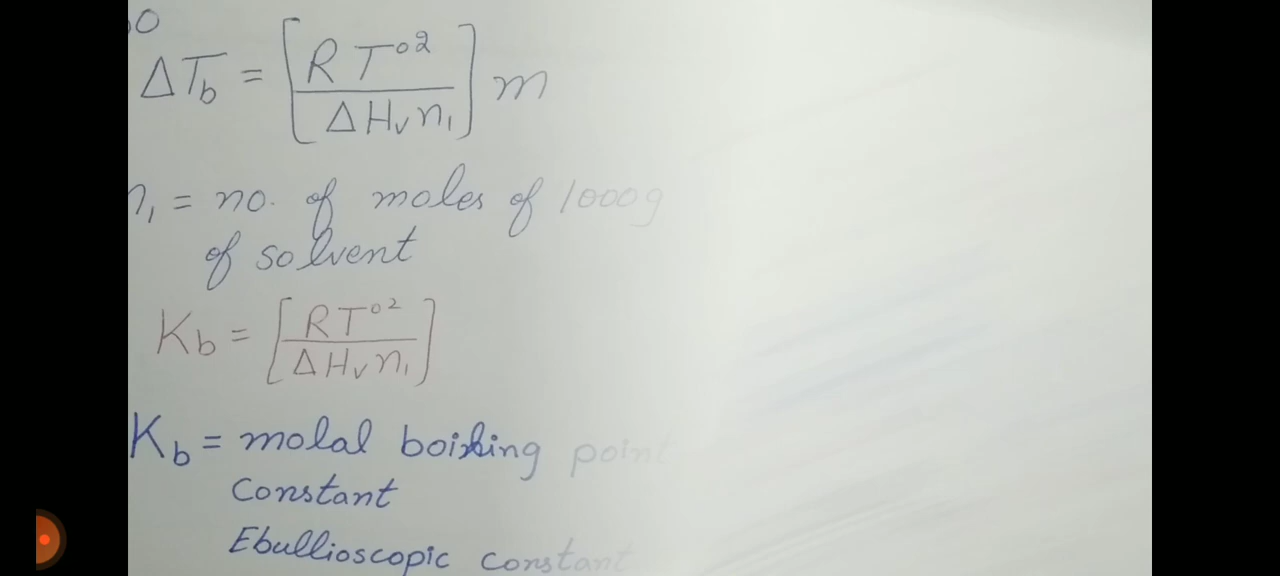 ΔTb = [RT°² / ΔHv n₁] m
n₁ = no. of moles of 1000g
of solvent
Kb = [RT°² / ΔHv n₁]
Kb = molal boiling point
Constant
Ebullioscopic constant